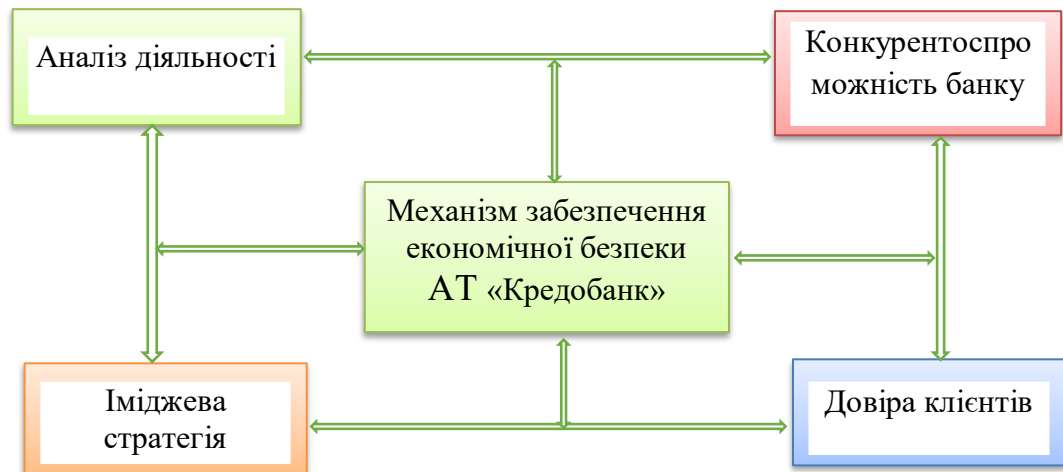 Аналіз діяльності
Конкурентоспро
можність банку
Механізм забезпечення
економічної безпеки
АТ «Кредобанк»
Іміджева
стратегія
Довіра клієнтів